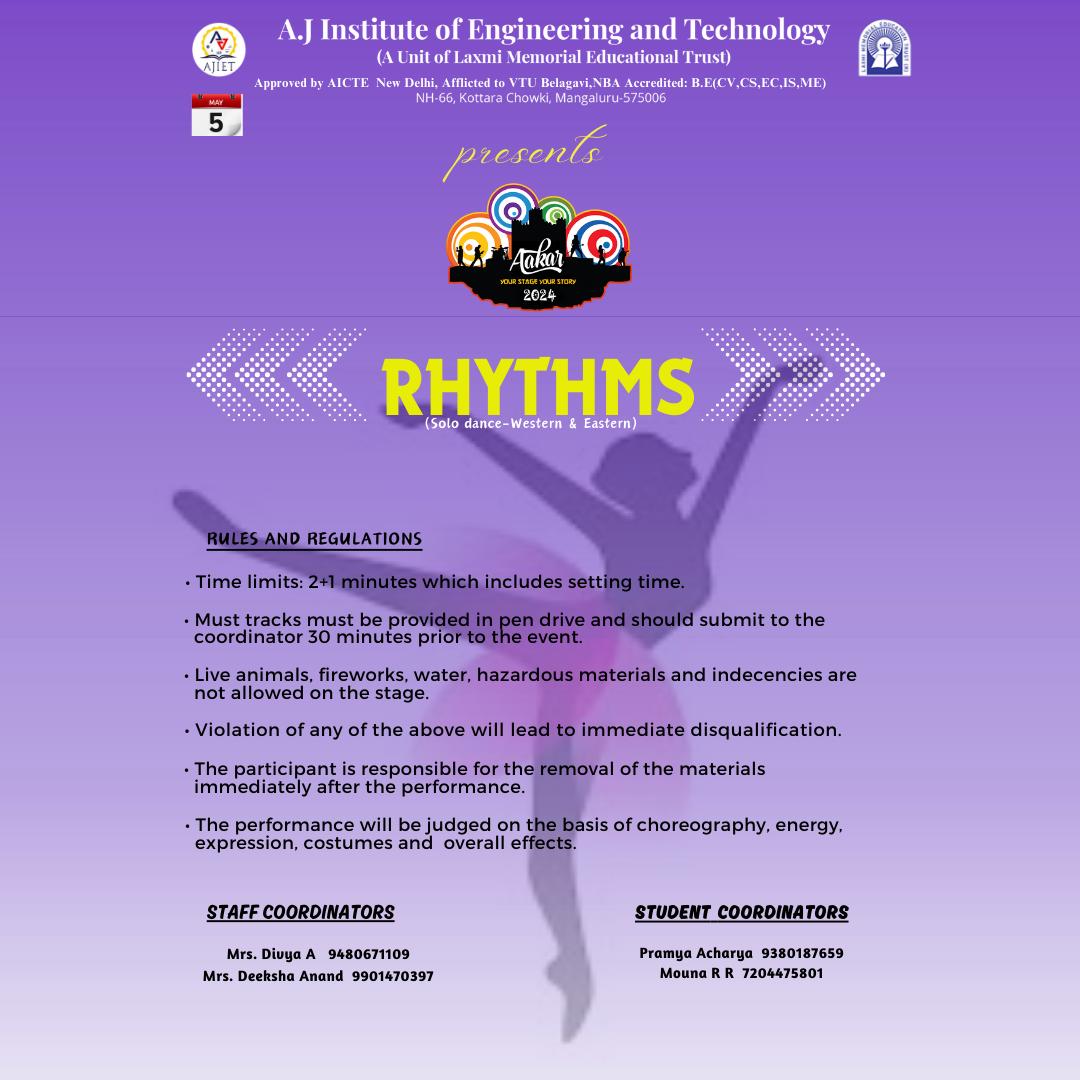 A.J Institute of Engineering and Technology
(A Unit of Laxmi Memorial Educational Trust)
Approved by AICTE New Delhi, Afflicted to VTU Belagavi,NBA Accredited: B.E(CV,CS,EC,IS,ME)
NH-66, Kottara Chowki, Mangaluru-575006
AJIET
LAXMI MEMORIAL EDUCATION TRUST (R)
MAY
5
presents
Aakar
YOUR STAGE YOUR STORY
2024
RHYTHMS
(Solo dance-Western & Eastern)
RULES AND REGULATIONS
• Time limits: 2+1 minutes which includes setting time.
• Must tracks must be provided in pen drive and should submit to the
coordinator 30 minutes prior to the event.
• Live animals, fireworks, water, hazardous materials and indecencies are
not allowed on the stage.
• Violation of any of the above will lead to immediate disqualification.
• The participant is responsible for the removal of the materials
immediately after the performance.
• The performance will be judged on the basis of choreography, energy,
expression, costumes and overall effects.
STAFF COORDINATORS
Mrs. Divya A 9480671109
Mrs. Deeksha Anand 9901470397
STUDENT COORDINATORS
Pramya Acharya 9380187659
Mouna R R 7204475801